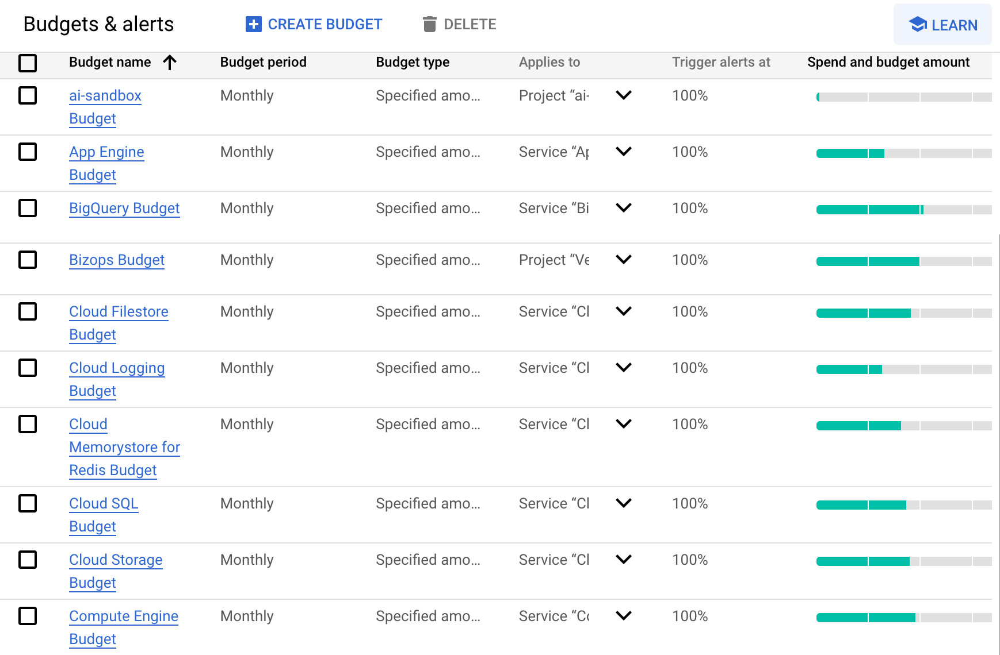 Budgets & alerts CREATE BUDGET DELETE LEARN
Budget name Budget period Budget type Applies to Trigger alerts at Spend and budget amount
ai-sandbox Monthly Specified amo... Project “ai- 100%
Budget
App Engine Monthly Specified amo... Service “Ap 100%
Budget
BigQuery Budget Monthly Specified amo... Service “Bi 100%
Bizops Budget Monthly Specified amo... Project “Ve 100%
Cloud Filestore Monthly Specified amo... Service “Cl 100%
Budget
Cloud Logging Monthly Specified amo... Service “Cl 100%
Budget
Cloud Monthly Specified amo... Service “Cl 100%
Memorystore for
Redis Budget
Cloud SQL Monthly Specified amo... Service “Cl 100%
Budget
Cloud Storage Monthly Specified amo... Service “Cl 100%
Budget
Compute Engine Monthly Specified amo... Service “Co 100%
Budget